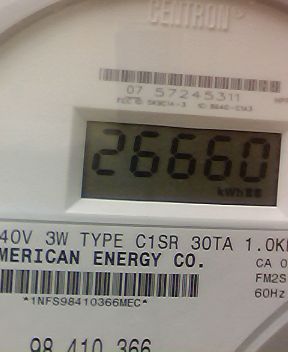 CENTRON
07 57245311
26660
kWh
40V 3W TYPE C1SR 30TA 1.0K
MERICAN ENERGY CO.
CA 0
FM2S
60Hz
*1NFS98410366MEC*
98 410 366